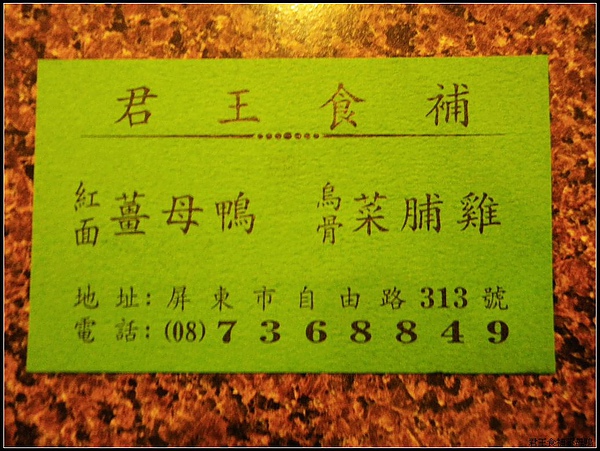 君王食補
紅面薑母鴨 烏骨菜脯雞
地址:屏東市自由路313號
電話:(08)7368849